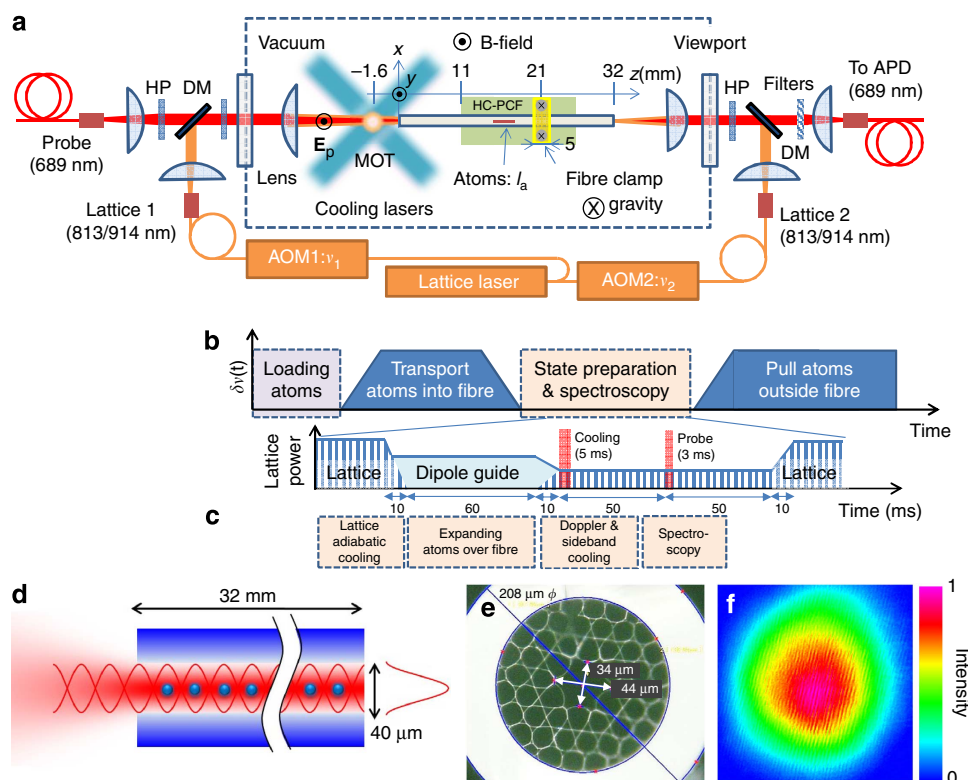 a
Vacuum
x
B-field
Viewport
y
−1.6
11
21
32
z(mm)
HP
DM
HC-PCF
HP
Filters
To APD
(689 nm)
Probe
(689 nm)
Ep
MOT
5
DM
Lens
Atoms: la
Fibre clamp
Cooling lasers
gravity
Lattice 1
(813/914 nm)
Lattice 2
(813/914 nm)
AOM1:ν1
Lattice laser
AOM2:ν2
b
δν(t)
Loading
atoms
Transport
atoms into fibre
State preparation
& spectroscopy
Pull atoms
outside fibre
Time
Lattice
power
Cooling
(5 ms)
Probe
(3 ms)
Lattice
Dipole guide
Lattice
10
60
10
50
50
10
Time (ms)
c
Lattice
adiabatic
cooling
Expanding
atoms over fibre
Doppler &
sideband
cooling
Spectro-
scopy
d
32 mm
40 μm
e
208 μm ϕ
34 μm
44 μm
f
1
Intensity
0